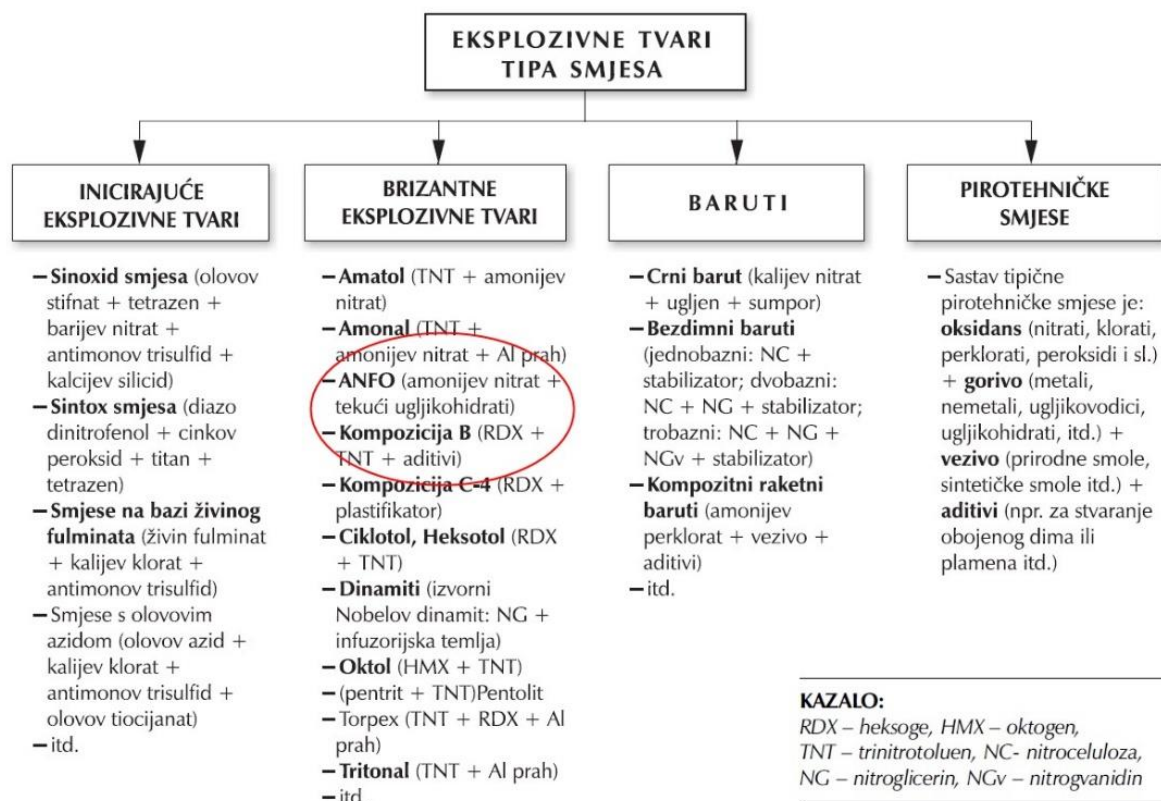 EKSPLOZIVNE TVARI
TIPA SMJESA
INICIRAJUĆE
EKSPLOZIVNE TVARI
— Sinoxid smjesa (olovov
stifnat + tetrazen +
barijev nitrat +
antimonov trisulfid +
kalcijev silicid)
— Sintox smjesa (diazo
dinitrofenol + cinkov
peroksid + titan +
tetrazen)
— Smjese na bazi živinog
fulminata (živin fulminat
+ kalijev klorat +
antimonov trisulfid)
— Smjese s olovovim
azidom (olovov azid +
kalijev klorat +
antimonov trisulfid +
olovov tiocijanat)
— itd.
BRIZANTNE
EKSPLOZIVNE TVARI
— Amatol (TNT + amonijev
nitrat)
— Amonal (TNT +
amonijev nitrat + Al prah)
— ANFO (amonijev nitrat +
tekući ugljikohidrati)
— Kompozicija B (RDX +
TNT + aditivi)
— Kompozicija C-4 (RDX +
plastifikator)
— Ciklotol, Heksotol (RDX
+ TNT)
— Dinamiti (izvorni
Nobelov dinamit: NG +
infuzorijska temlja)
— Oktol (HMX + TNT)
— (pentrit + TNT)Pentolit
— Torpex (TNT + RDX + Al
prah)
— Tritonal (TNT + Al prah)
— itd
BARUTI
— Crni barut (kalijev nitrat
+ ugljen + sumpor)
— Bezdimni baruti
(jednobazni: NC +
stabilizator; dvobazni:
NC + NG + stabilizator;
trobazni: NC + NG +
NGv + stabilizator)
— Kompozitni raketni
baruti (amonijev
perklorat + vezivo +
aditivi)
— itd.
PIROTEHNIČKE
SMJESE
— Sastav tipične
pirotehničke smjese je:
oksidans (nitrati, klorati,
perklorati, peroksidi i sl.)
+ gorivo (metali,
nemetali, ugljikovodici,
ugljikohidrati, itd.) +
vezivo (prirodne smole,
sintetičke smole itd.) +
aditivi (npr. za stvaranje
obojenog dima ili
plamena itd.)
KAZALO:
RDX – heksoge, HMX – oktogen,
TNT – trinitrotoluen, NC- nitroceluloza,
NG – nitroglicerin, NGv – nitrogvanidin